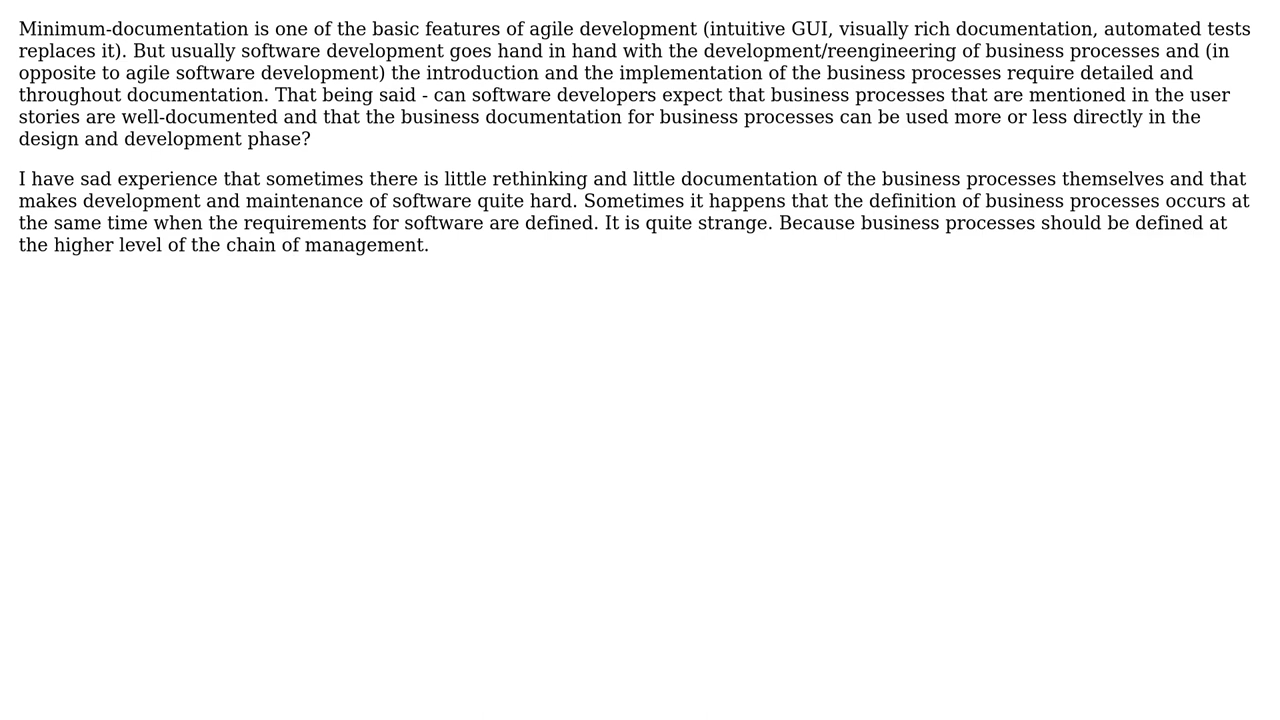 Minimum-documentation is one of the basic features of agile development (intuitive GUI, visually rich documentation, automated tests
replaces it). But usually software development goes hand in hand with the development/reengineering of business processes and (in
opposite to agile software development) the introduction and the implementation of the business processes require detailed and
throughout documentation. That being said - can software developers expect that business processes that are mentioned in the user
stories are well-documented and that the business documentation for business processes can be used more or less directly in the
design and development phase?
I have sad experience that sometimes there is little rethinking and little documentation of the business processes themselves and that
makes development and maintenance of software quite hard. Sometimes it happens that the definition of business processes occurs at
the same time when the requirements for software are defined. It is quite strange. Because business processes should be defined at
the higher level of the chain of management.